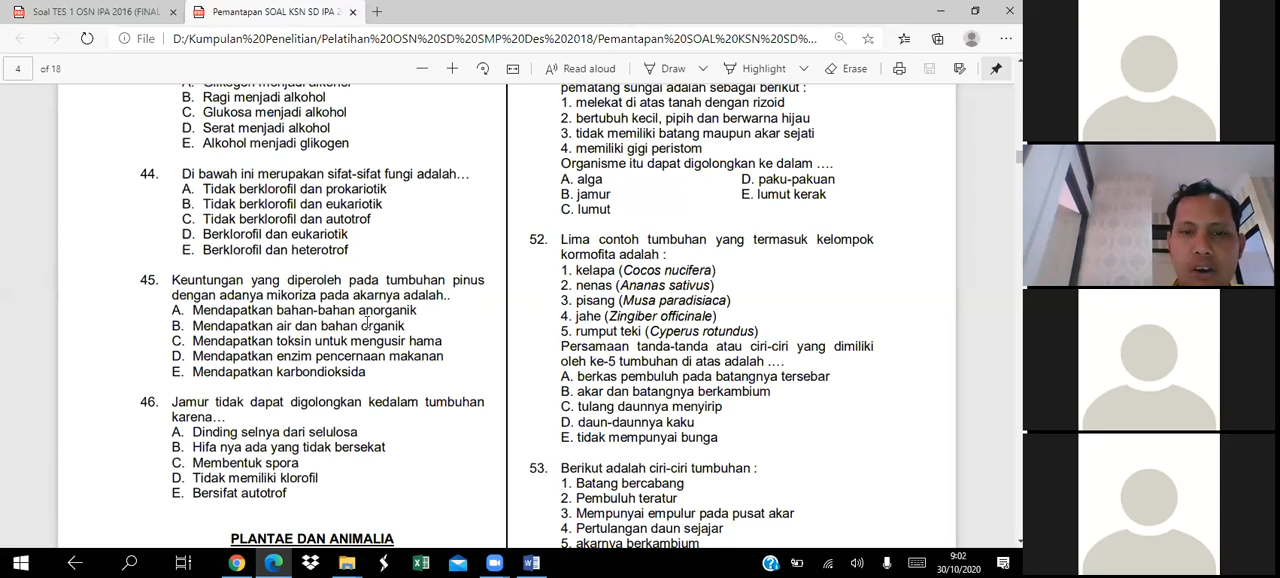 Soal TES 1 OSN IPA 2016 (FINAL
Pemantapan SOAL KSN SD IPA 2
File
D:/Kumpulan%20Penelitian/Pelatihan%20OSN%20SD%20SMP%20Des%202018/Pemantapan%20SOAL%20KSN%20SD%...
4 of 18
Read aloud
Draw
Highlight
Erase
A. Glikogen menjadi alkohol
B. Ragi menjadi alkohol
C. Glukosa menjadi alkohol
D. Serat menjadi alkohol
E. Alkohol menjadi glikogen
44. Di bawah ini merupakan sifat-sifat fungi adalah…
A. Tidak berklorofil dan prokariotik
B. Tidak berklorofil dan eukariotik
C. Tidak berklorofil dan autotrof
D. Berklorofil dan eukariotik
E. Berklorofil dan heterotrof
45. Keuntungan yang diperoleh pada tumbuhan pinus
dengan adanya mikoriza pada akarnya adalah..
A. Mendapatkan bahan-bahan anorganik
B. Mendapatkan air dan bahan organik
C. Mendapatkan toksin untuk mengusir hama
D. Mendapatkan enzim pencernaan makanan
E. Mendapatkan karbondioksida
46. Jamur tidak dapat digolongkan kedalam tumbuhan
karena…
A. Dinding selnya dari selulosa
B. Hifa nya ada yang tidak bersekat
C. Membentuk spora
D. Tidak memiliki klorofil
E. Bersifat autotrof
PLANTAE DAN ANIMALIA
pematang sungai adalah sebagai berikut :
1. melekat di atas tanah dengan rizoid
2. bertubuh kecil, pipih dan berwarna hijau
3. tidak memiliki batang maupun akar sejati
4. memiliki gigi peristom
Organisme itu dapat digolongkan ke dalam ….
A. alga D. paku-pakuan
B. jamur E. lumut kerak
C. lumut
52. Lima contoh tumbuhan yang termasuk kelompok
kormofita adalah :
1. kelapa (Cocos nucifera)
2. nenas (Ananas sativus)
3. pisang (Musa paradisiaca)
4. jahe (Zingiber officinale)
5. rumput teki (Cyperus rotundus)
Persamaan tanda-tanda atau ciri-ciri yang dimiliki
oleh ke-5 tumbuhan di atas adalah ….
A. berkas pembuluh pada batangnya tersebar
B. akar dan batangnya berkambium
C. tulang daunnya menyirip
D. daun-daunnya kaku
E. tidak mempunyai bunga
53. Berikut adalah ciri-ciri tumbuhan :
1. Batang bercabang
2. Pembuluh teratur
3. Mempunyai empulur pada pusat akar
4. Pertulangan daun sejajar
5. akarnya berkambium
9:02
30/10/2020